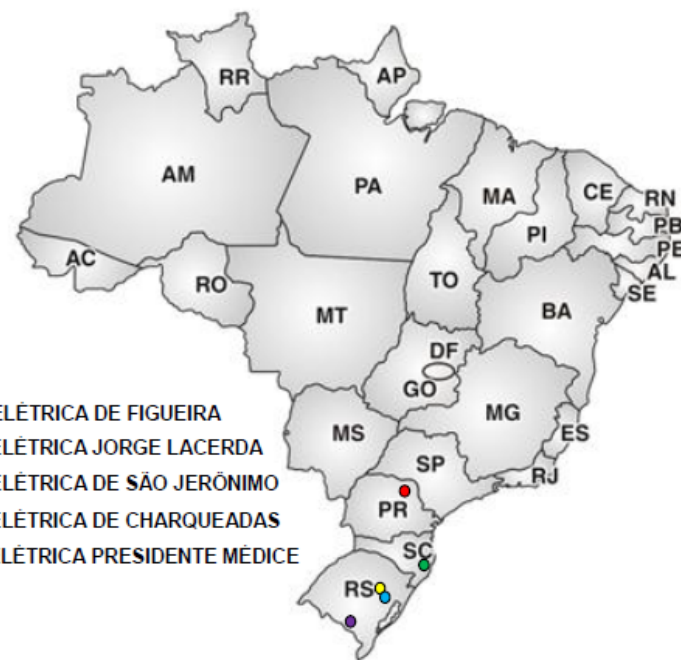 RR
AP
AM
PA
MA
CE
RN
PI
PB
PE
AC
TO
AL
RO
SE
MT
BA
DF
GO
MG
MS
ES
SP
RJ
PR
SC
RS
ELÉTRICA DE FIGUEIRA
ELÉTRICA JORGE LACERDA
ELÉTRICA DE SÃO JERÔNIMO
ELÉTRICA DE CHARQUEADAS
ELÉTRICA PRESIDENTE MÉDICE